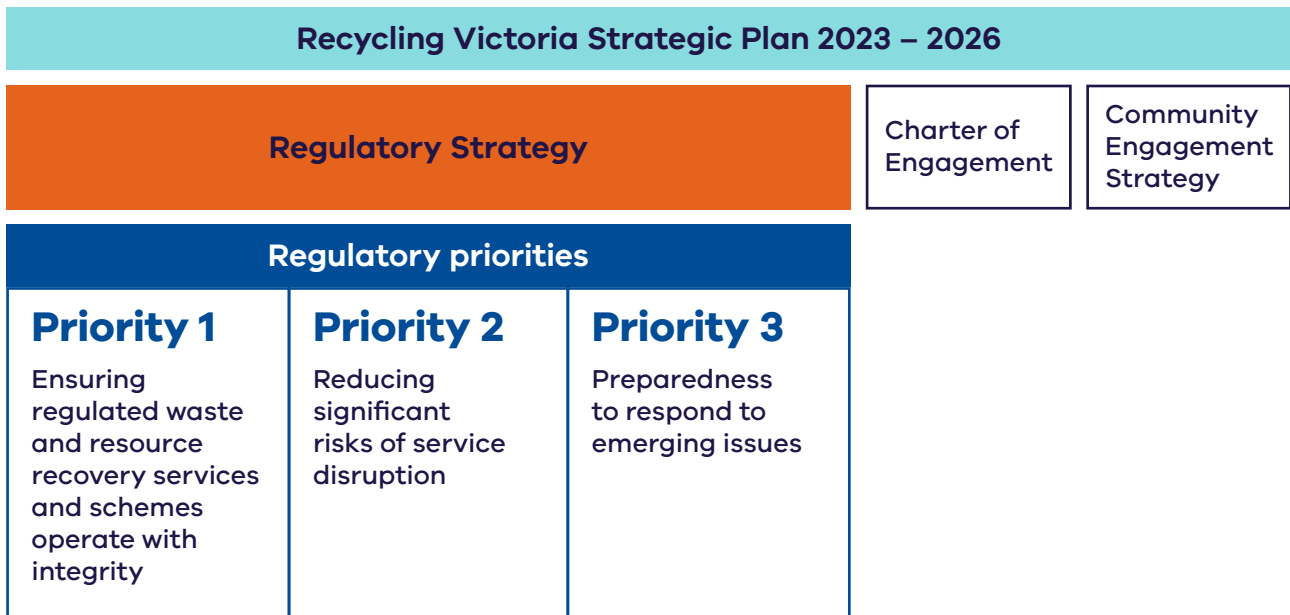 Recycling Victoria Strategic Plan 2023 – 2026
Regulatory Strategy
Charter of
Engagement
Community
Engagement
Strategy
Regulatory priorities
Priority 1
Ensuring
regulated waste
and resource
recovery services
and schemes
operate with
integrity
Priority 2
Reducing
significant
risks of service
disruption
Priority 3
Preparedness
to respond to
emerging issues